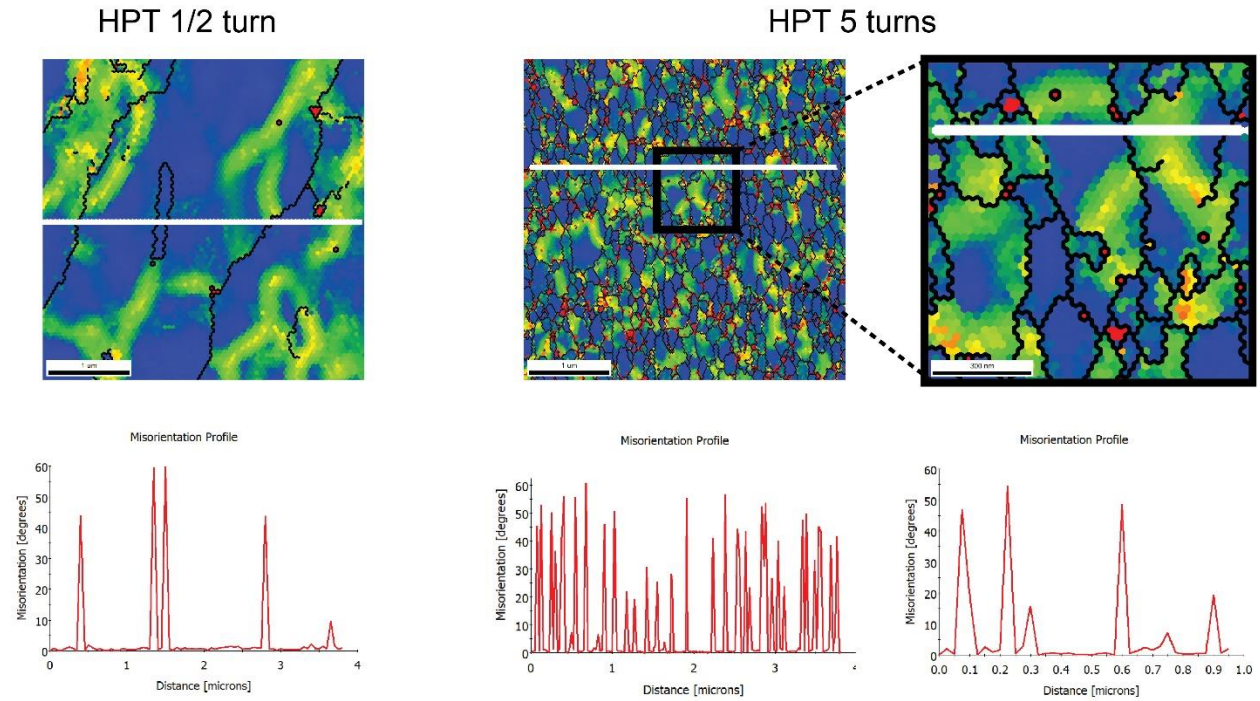 HPT 1/2 turn
HPT 5 turns
1 um
1 um
300 nm
Misorientation Profile
Misorientation [degrees]
60
50
40
30
20
10
0
0
1
2
3
4
Distance [microns]
Misorientation Profile
Misorientation [degrees]
60
50
40
30
20
10
0
0
1
2
3
Distance [microns]
Misorientation Profile
Misorientation [degrees]
60
50
40
30
20
10
0
0.0
0.1
0.2
0.3
0.4
0.5
0.6
0.7
0.8
0.9
1.0
Distance [microns]